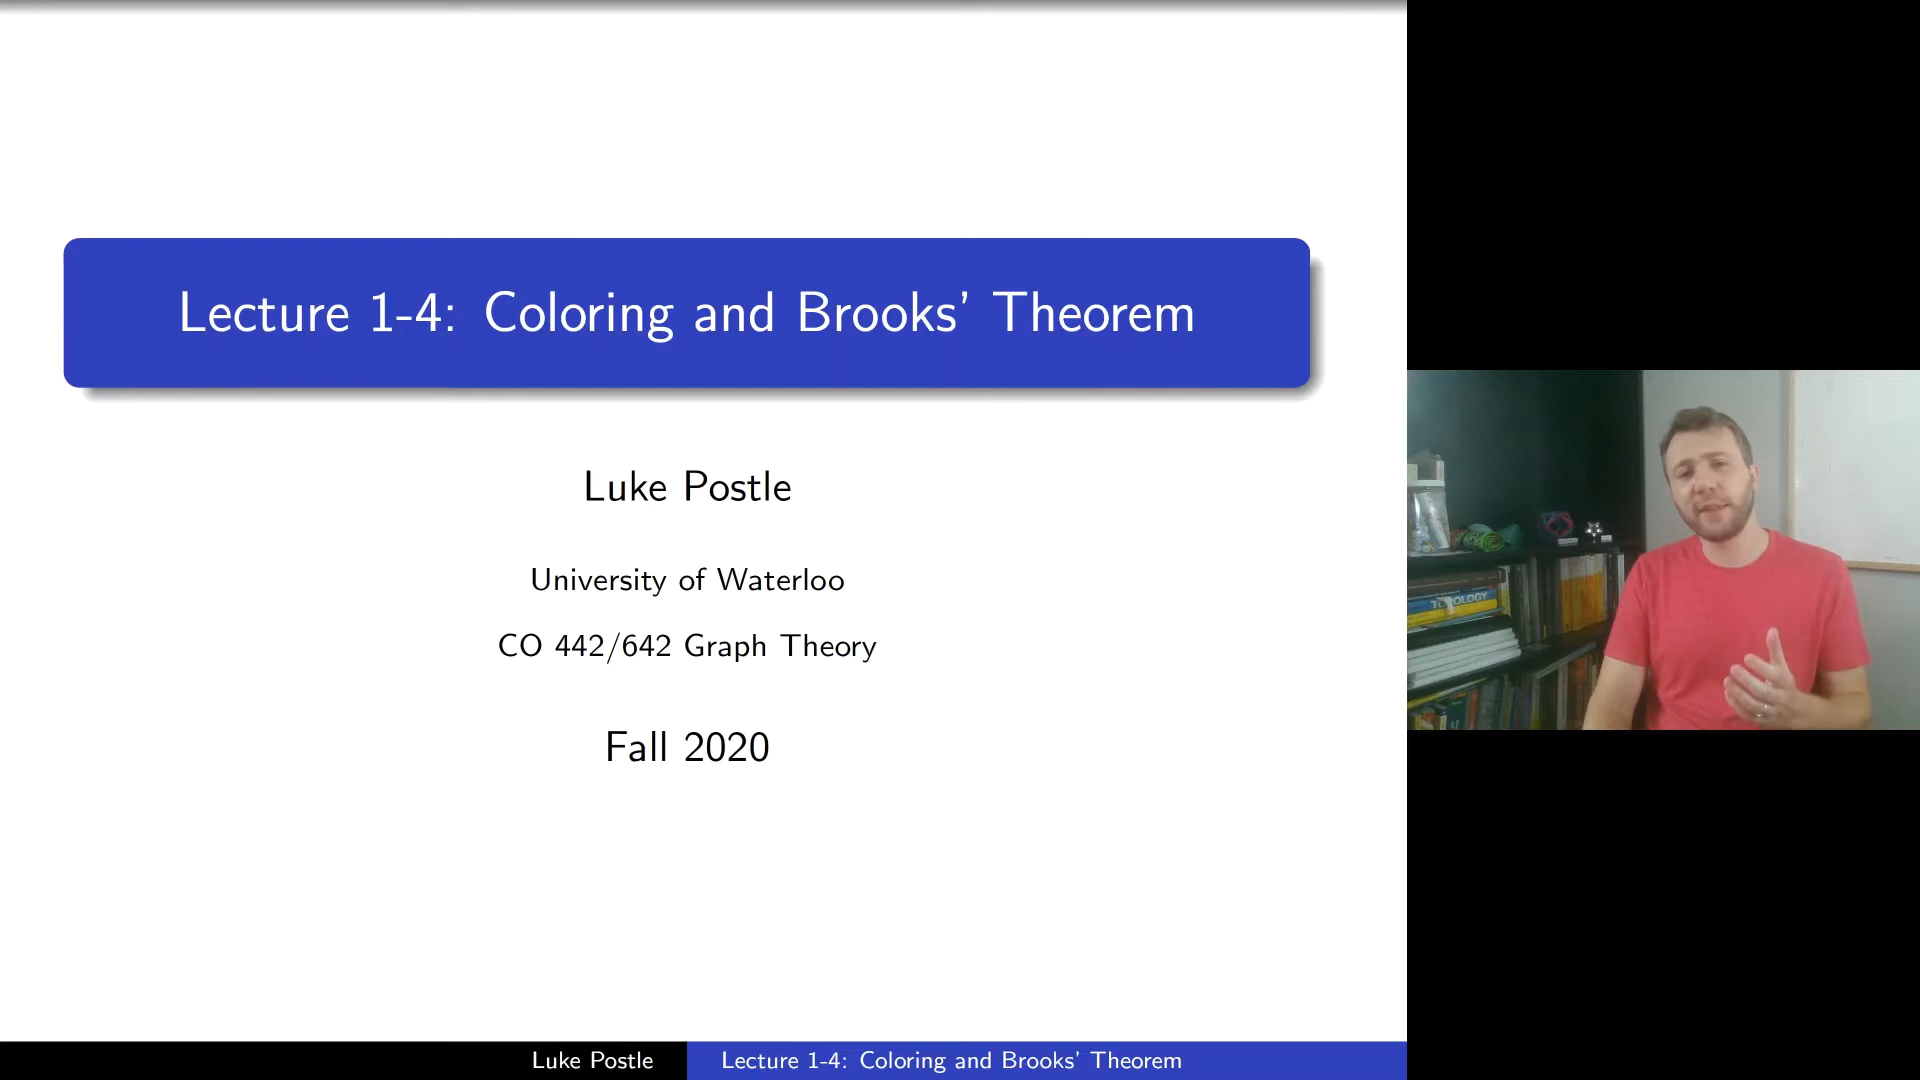 Lecture 1-4: Coloring and Brooks' Theorem
Luke Postle
University of Waterloo
CO 442/642 Graph Theory
Fall 2020
TOPOLOGY
Luke Postle
Lecture 1-4: Coloring and Brooks' Theorem